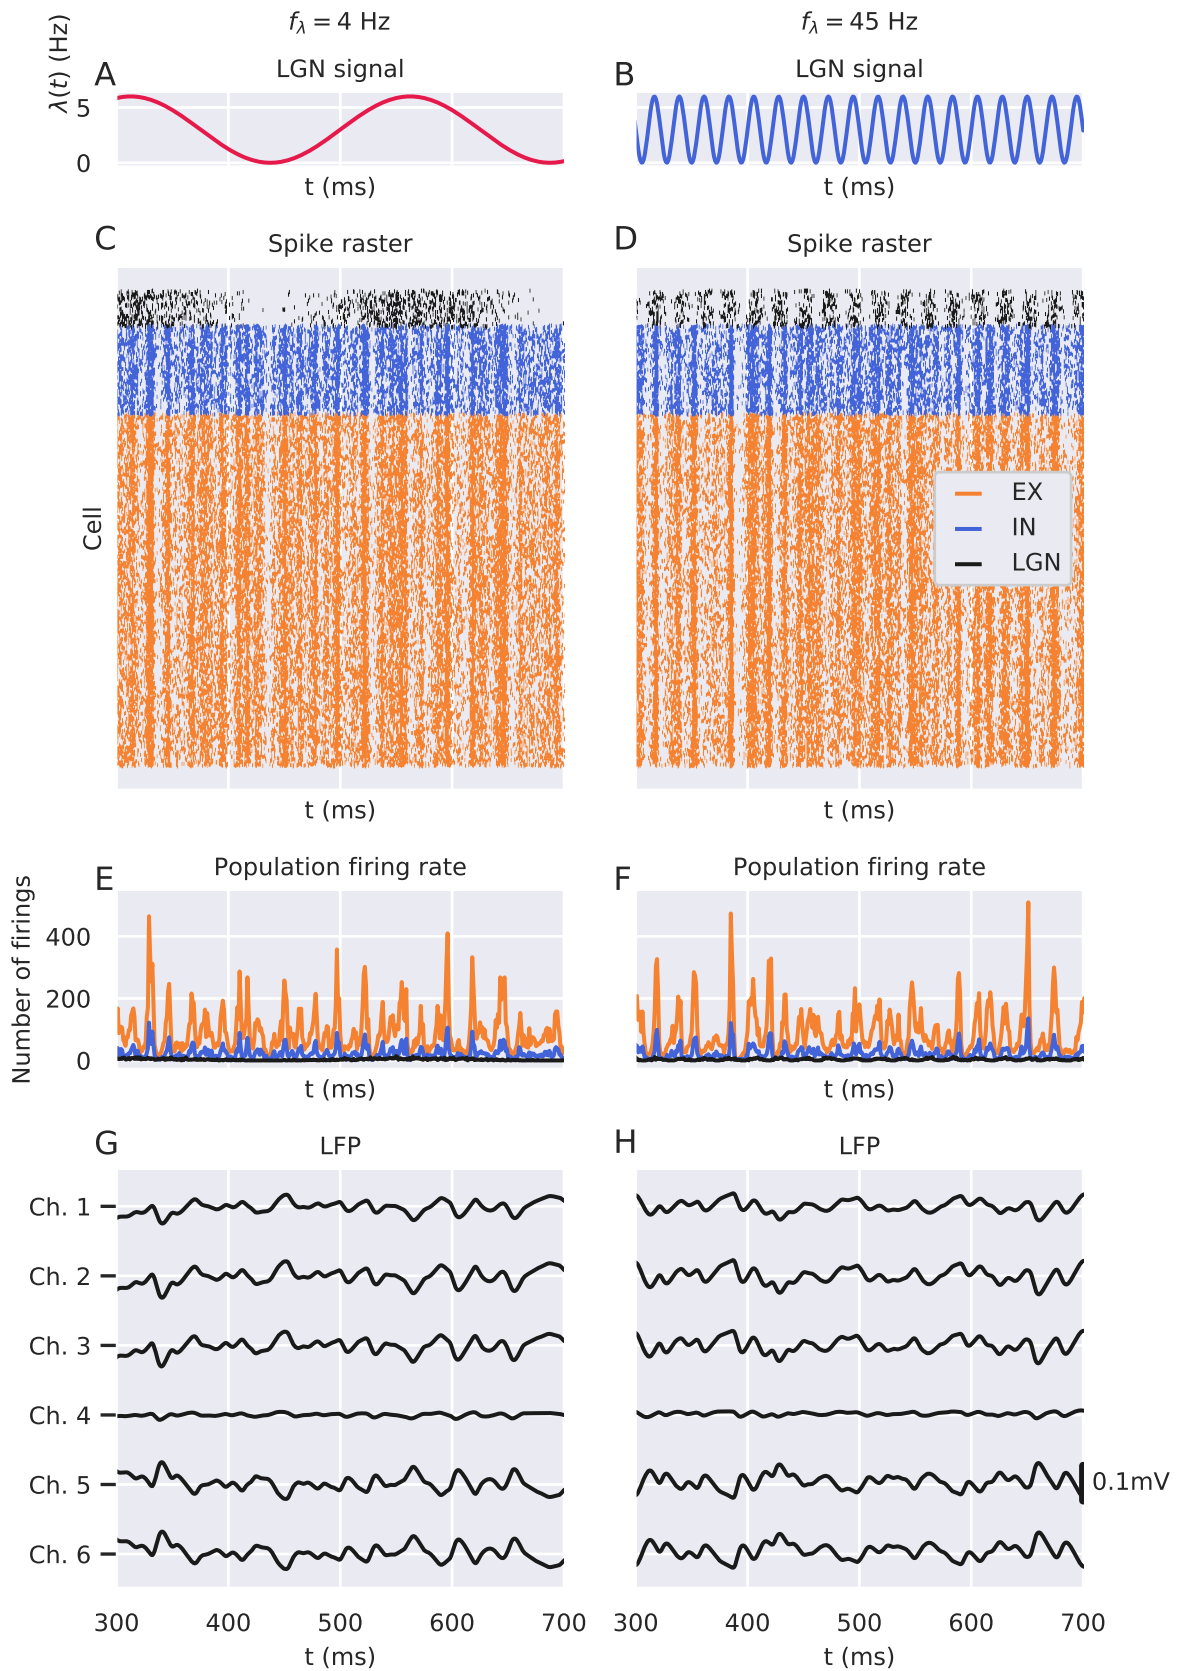 fλ = 4 Hz
fλ = 45 Hz
A
LGN signal
B
LGN signal
λ(t) (Hz)
5
0
t (ms)
t (ms)
C
Spike raster
D
Spike raster
Cell
EX
IN
LGN
t (ms)
t (ms)
E
Population firing rate
F
Population firing rate
Number of firings
400
200
0
t (ms)
t (ms)
G
LFP
H
LFP
Ch. 1
Ch. 2
Ch. 3
Ch. 4
Ch. 5
0.1mV
Ch. 6
300 400 500 600 700
300 400 500 600 700
t (ms)
t (ms)